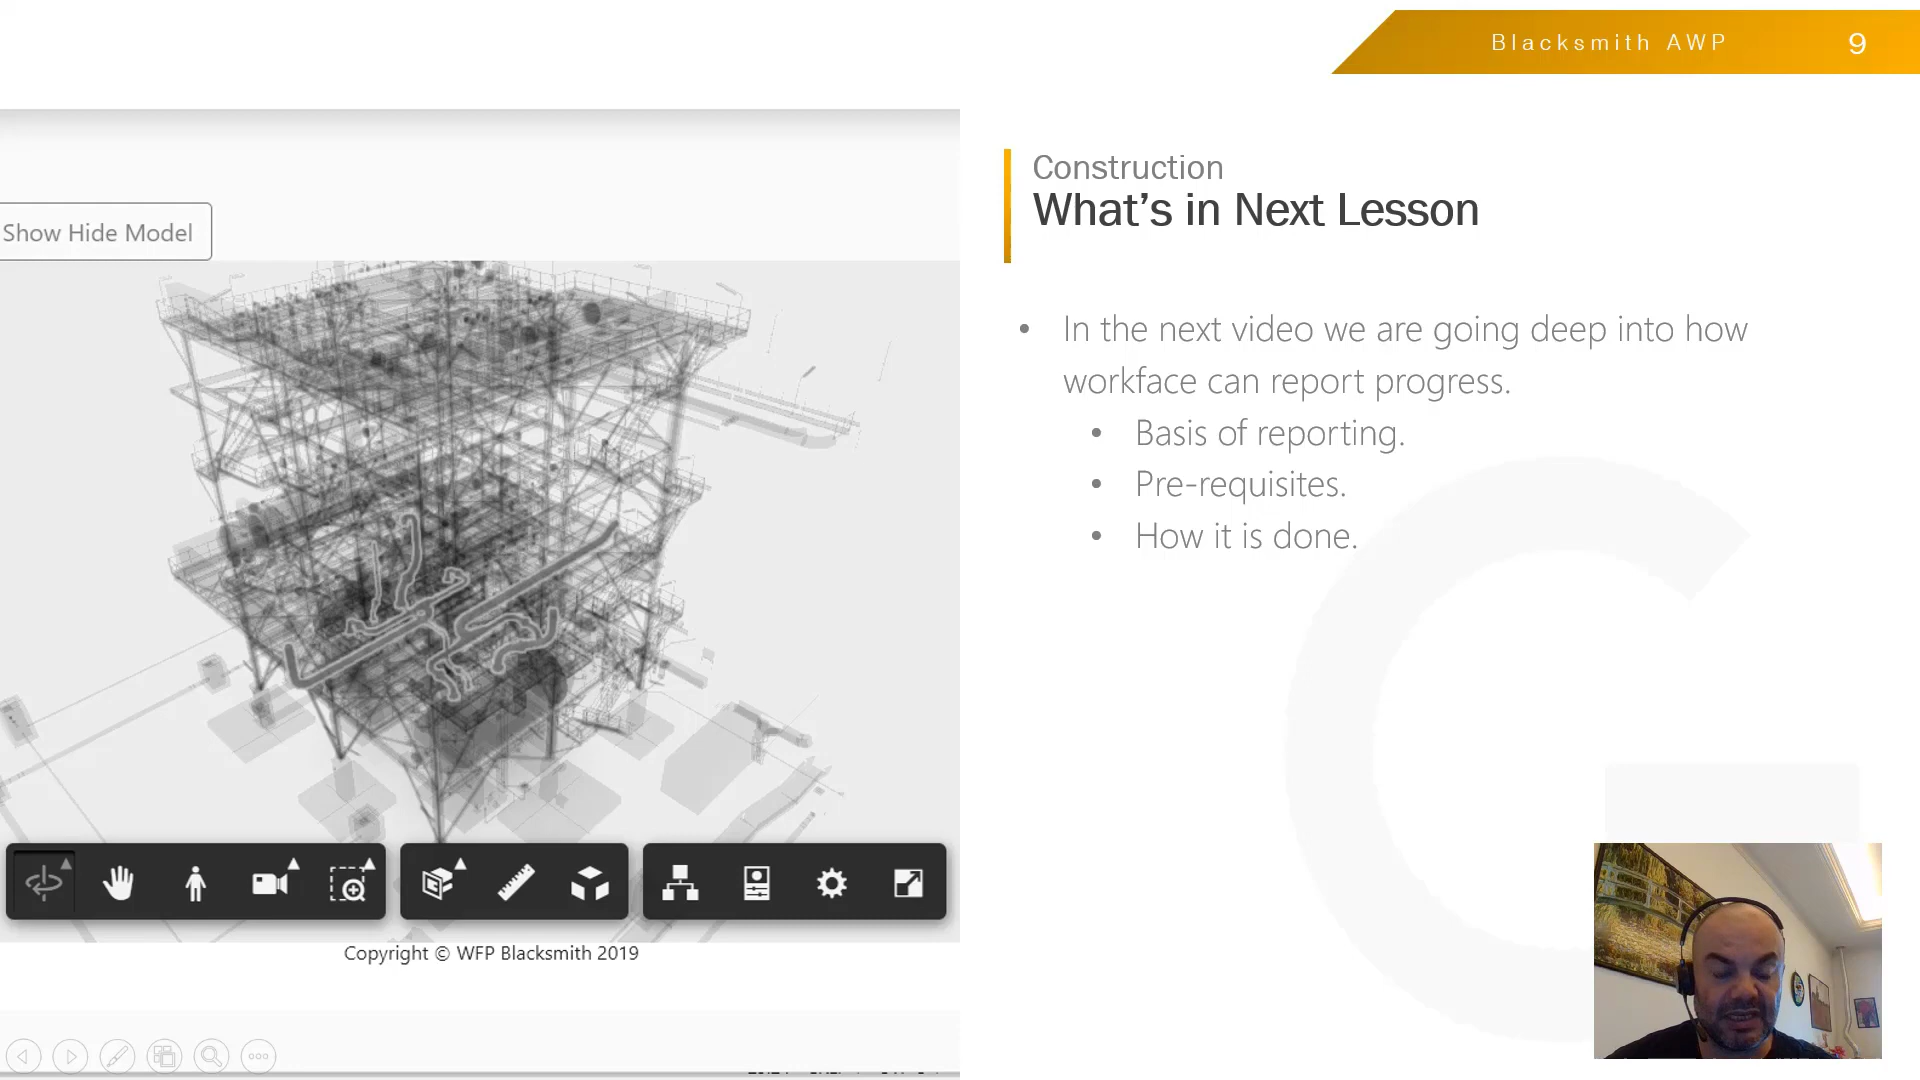 Blacksmith AWP
9
Show Hide Model
Construction
What's in Next Lesson
• In the next video we are going deep into how
workface can report progress.
• Basis of reporting.
• Pre-requisites.
• How it is done.
Copyright © WFP Blacksmith 2019